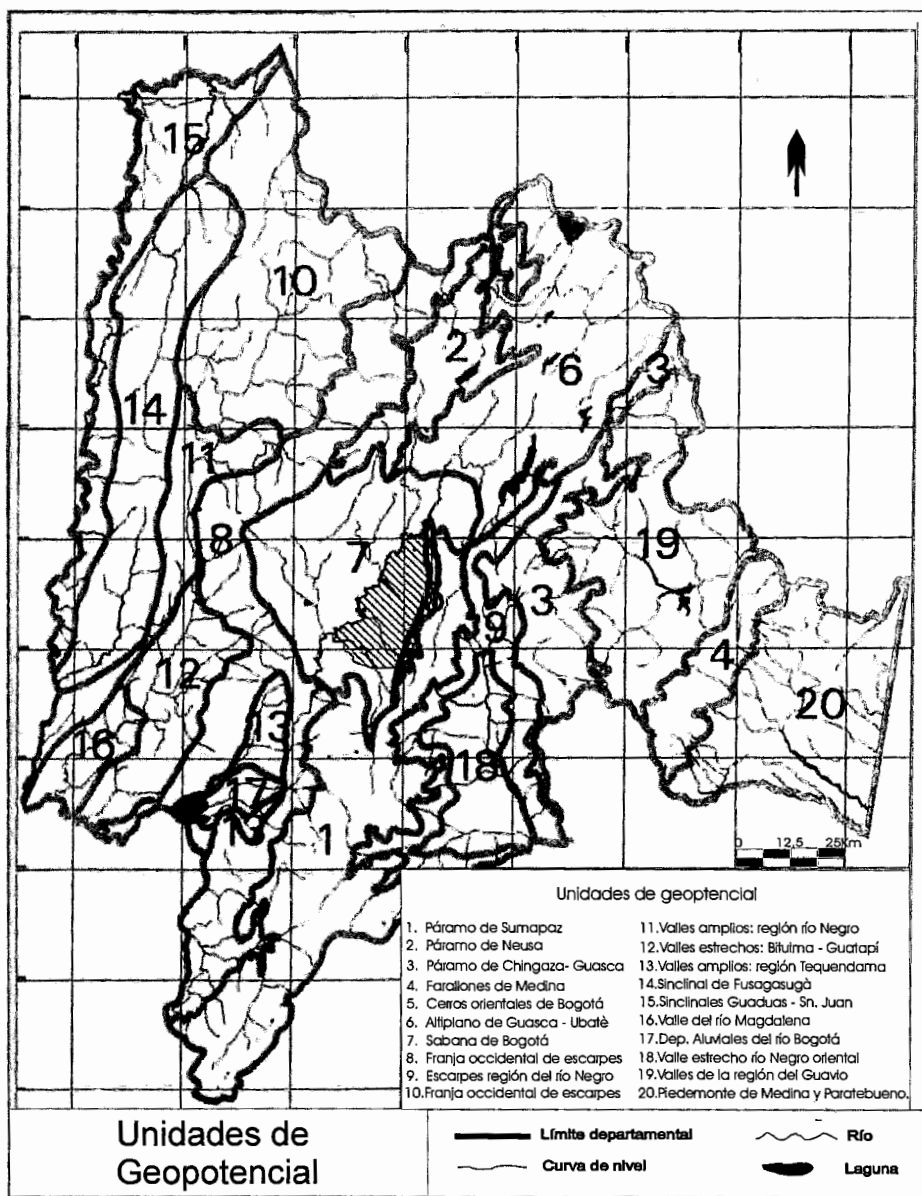 15
10
2
6
3
14
11
8
7
19
3
9
4
12
20
13
16
18
17
1
0 12,5 25Km
Unidades de geoptencial
1. Páramo de Sumapaz
2. Páramo de Neusa
3. Páramo de Chingaza- Guasca
4. Farallones de Medina
5. Cerros orientales de Bogotá
6. Altiplano de Guasca - Ubatè
7. Sabana de Bogotá
8. Franja occidental de escarpes
9. Escarpes región del río Negro
10.Franja occidental de escarpes
11.Valles amplios: región río Negro
12.Valles estrechos: Bituima - Guatapí
13.Valles amplios: región Tequendama
14.Sinclinal de Fusagasugà
15.Sinclinales Guaduas - Sn. Juan
16.Valle del río Magdalena
17.Dep. Aluviales del río Bogotá
18.Valle estrecho río Negro oriental
19.Valles de la región del Guavio
20.Piedemonte de Medina y Paratebueno.
Unidades de
Geopotencial
Límite departamental
Río
Curva de nivel
Laguna